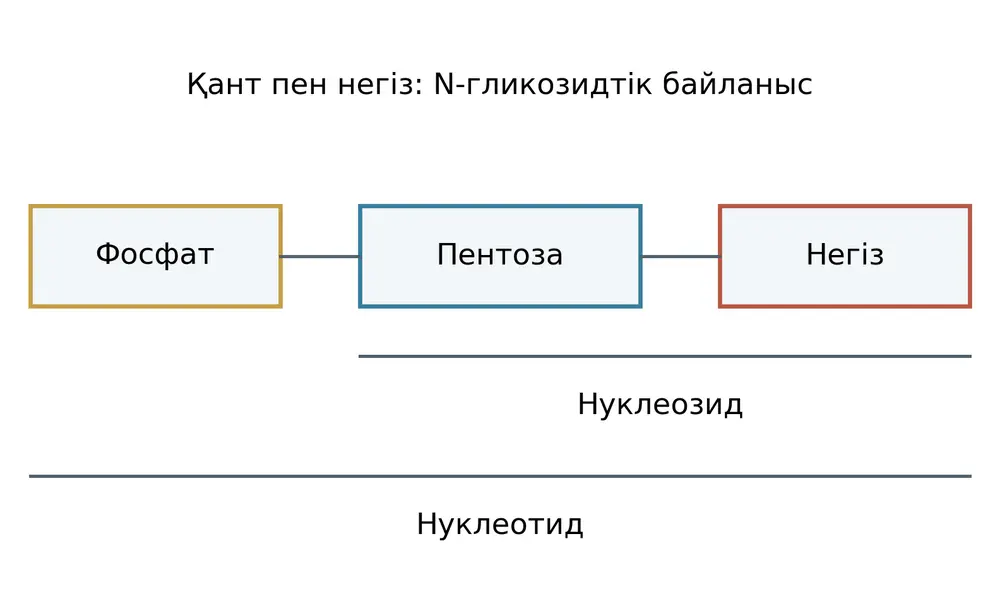 Қант пен негіз: N-гликозидтік байланыс
Фосфат
Пентоза
Негіз
Нуклеозид
Нуклеотид